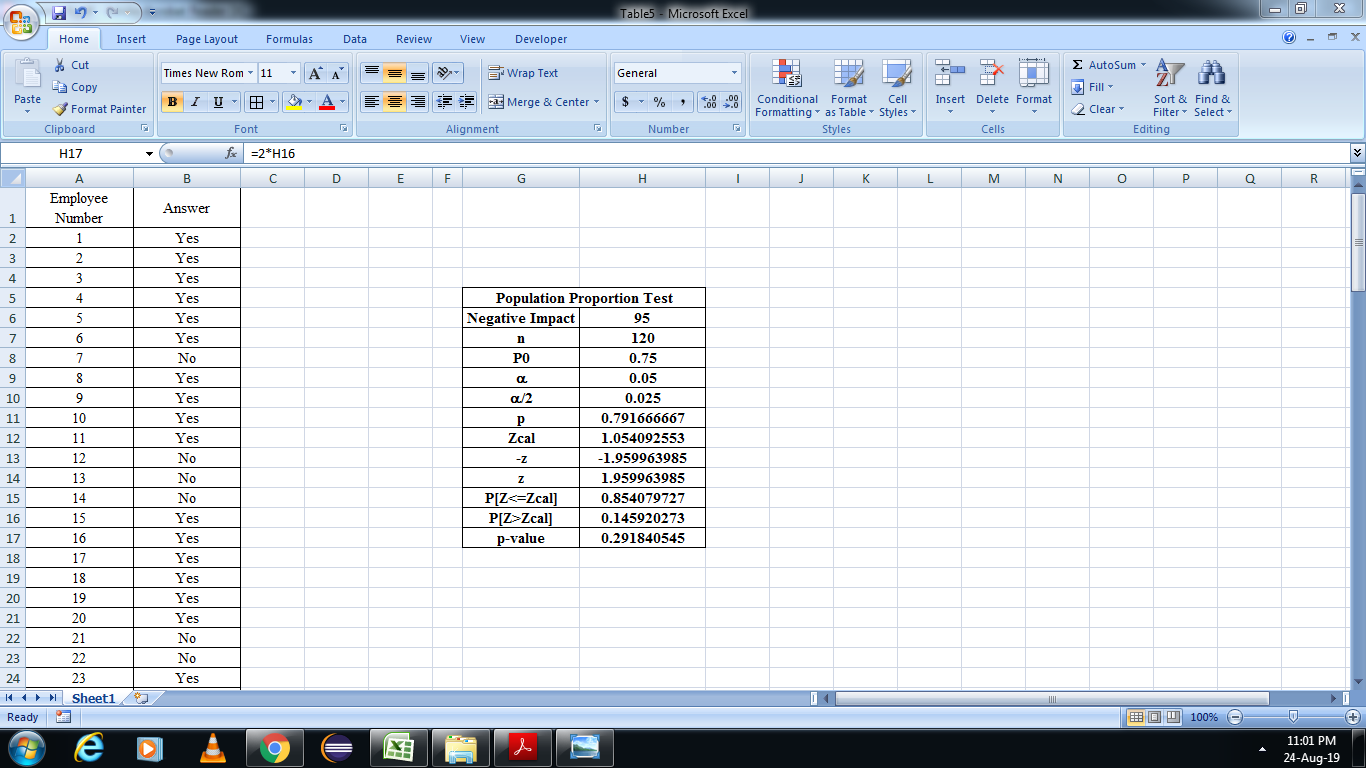 Table5 - Microsoft Excel
Home Insert Page Layout Formulas Data Review View Developer
Paste
Cut
Copy
Format Painter
Clipboard
Times New Rom 11
B I U
Font
Wrap Text
Merge & Center
Alignment
General
$ % ,
Number
Conditional Formatting
Format as Table
Cell Styles
Styles
Insert Delete Format
Cells
Σ AutoSum
Fill
Clear
Sort & Filter
Find & Select
Editing
H17 fx =2*H16
A B C D E F G H I J K L M N O P Q R
Employee
1 Number Answer
2 1 Yes
3 2 Yes
4 3 Yes
5 4 Yes Population Proportion Test
6 5 Yes Negative Impact 95
7 6 Yes n 120
8 7 No P0 0.75
9 8 Yes α 0.05
10 9 Yes α/2 0.025
11 10 Yes p 0.791666667
12 11 Yes Zcal 1.054092553
13 12 No -z -1.959963985
14 13 No z 1.959963985
15 14 No P[Z<=Zcal] 0.854079727
16 15 Yes P[Z>Zcal] 0.145920273
17 16 Yes p-value 0.291840545
18 17 Yes
19 18 Yes
20 19 Yes
21 20 Yes
22 21 No
23 22 No
24 23 Yes
Sheet1
Ready 100%
11:01 PM
24-Aug-19